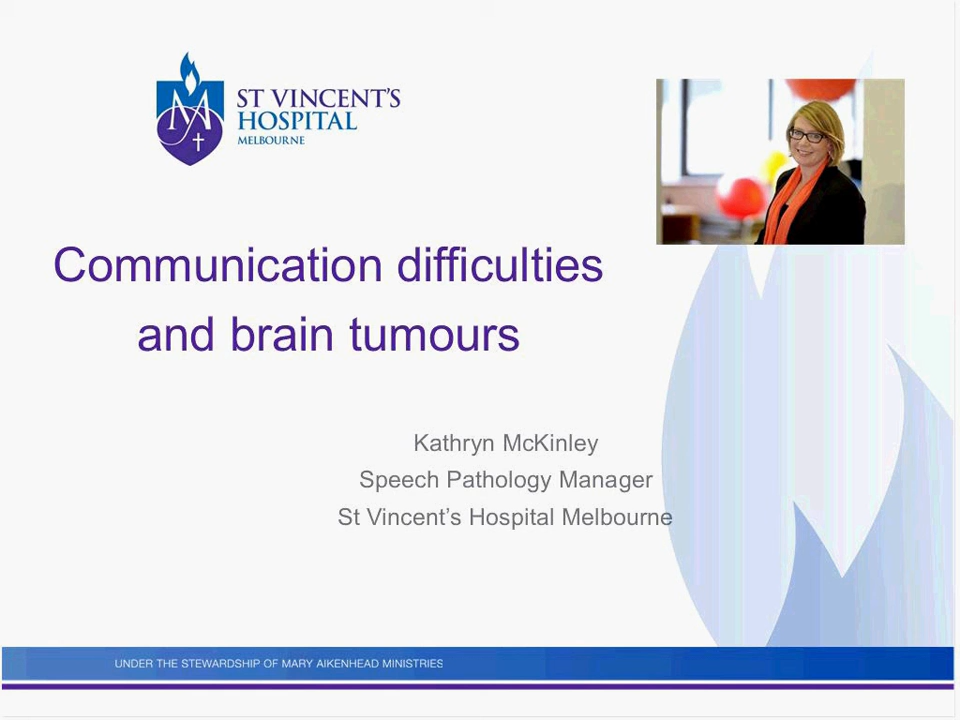 ST VINCENT'S
HOSPITAL
MELBOURNE
Communication difficulties
and brain tumours
Kathryn McKinley
Speech Pathology Manager
St Vincent’s Hospital Melbourne
UNDER THE STEWARDSHIP OF MARY AIKENHEAD MINISTRIES